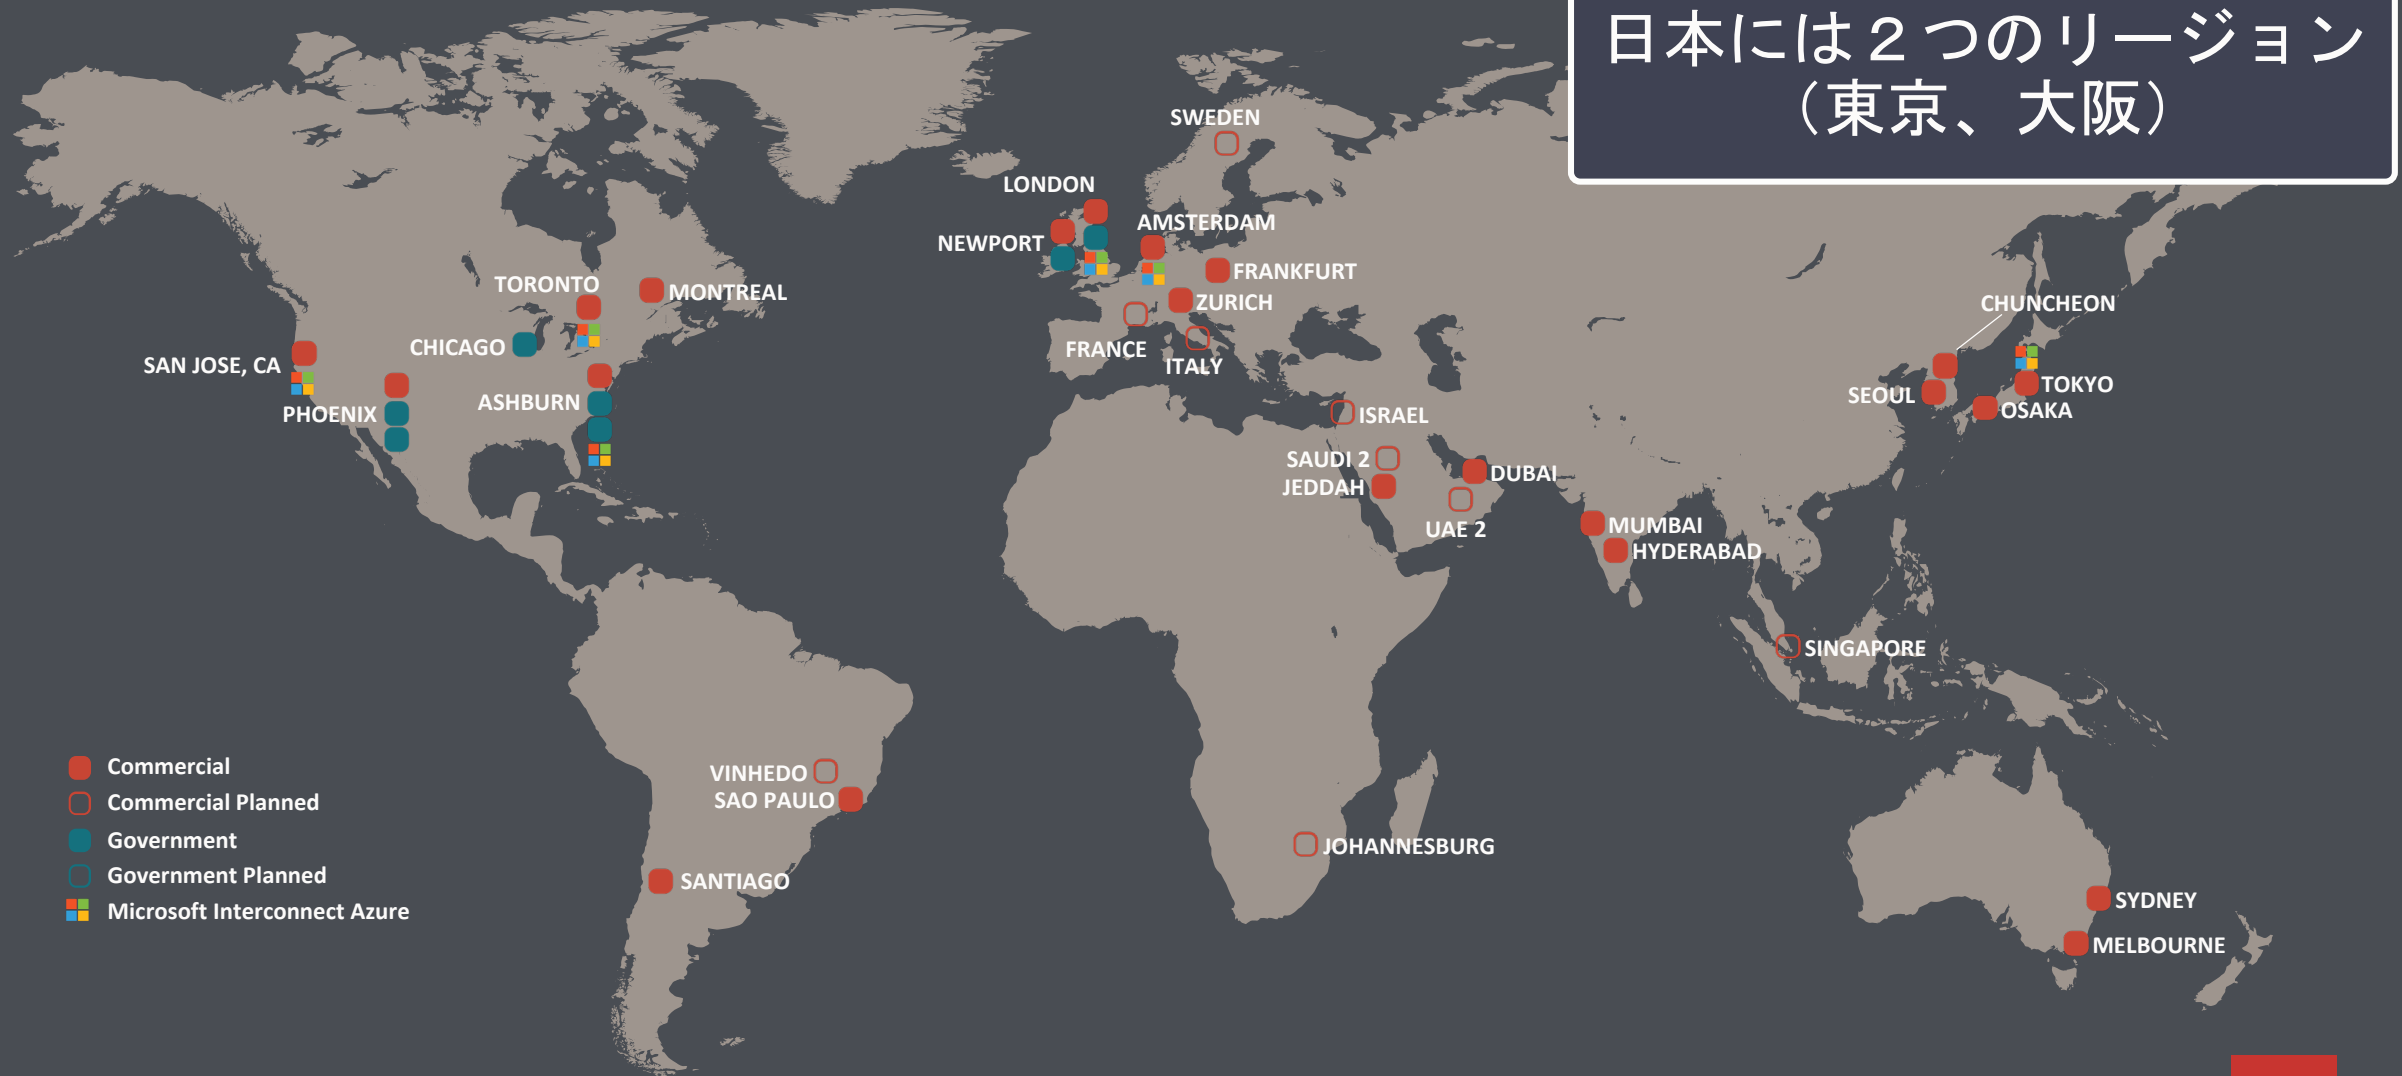 日本には２つのリージョン
（東京、大阪）
SWEDEN
LONDON
AMSTERDAM
NEWPORT
FRANKFURT
ZURICH
FRANCE
ITALY
TORONTO
MONTREAL
CHICAGO
SAN JOSE, CA
PHOENIX
ASHBURN
CHUNCHEON
SEOUL
TOKYO
OSAKA
ISRAEL
SAUDI 2
JEDDAH
DUBAI
UAE 2
MUMBAI
HYDERABAD
SINGAPORE
VINHEDO
SAO PAULO
SANTIAGO
JOHANNESBURG
SYDNEY
MELBOURNE
Commercial
Commercial Planned
Government
Government Planned
Microsoft Interconnect Azure